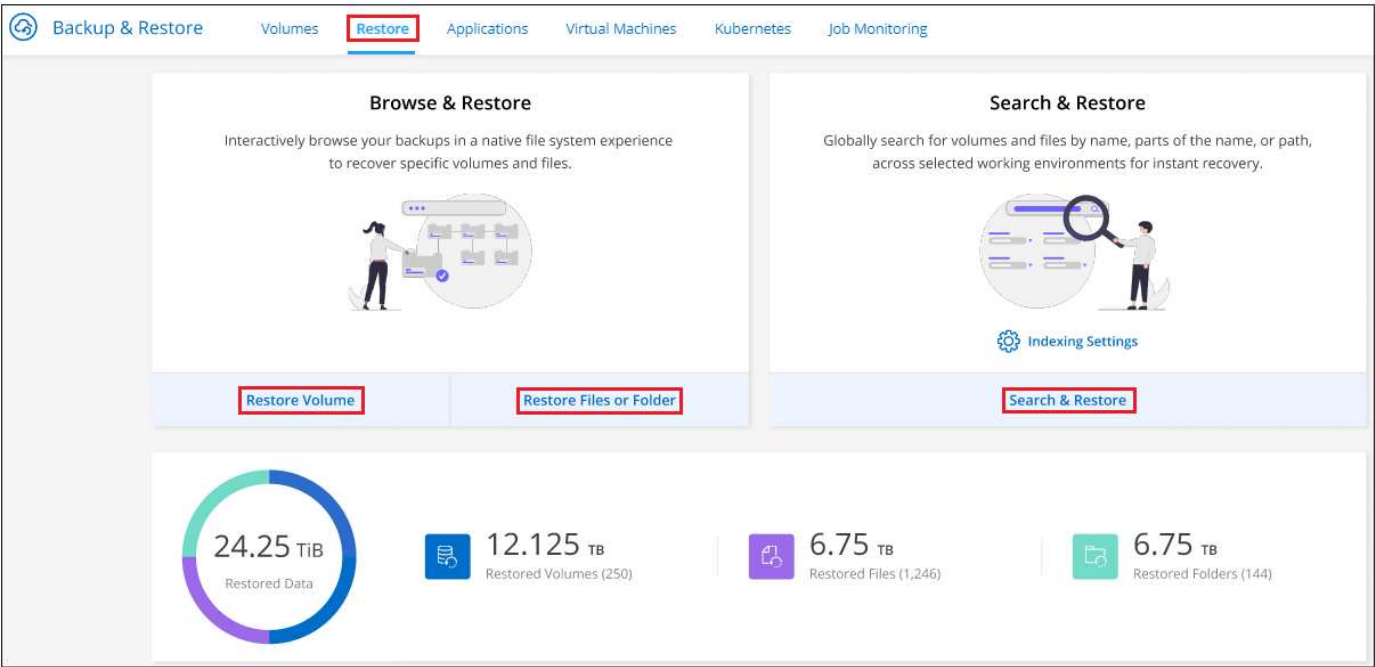 Backup & Restore Volumes Restore Applications Virtual Machines Kubernetes Job Monitoring
Browse & Restore
Interactively browse your backups in a native file system experience
to recover specific volumes and files.
Restore Volume Restore Files or Folder
Search & Restore
Globally search for volumes and files by name, parts of the name, or path,
across selected working environments for instant recovery.
Indexing Settings
Search & Restore
24.25 TiB
Restored Data
12.125 TB
Restored Volumes (250)
6.75 TB
Restored Files (1,246)
6.75 TB
Restored Folders (144)